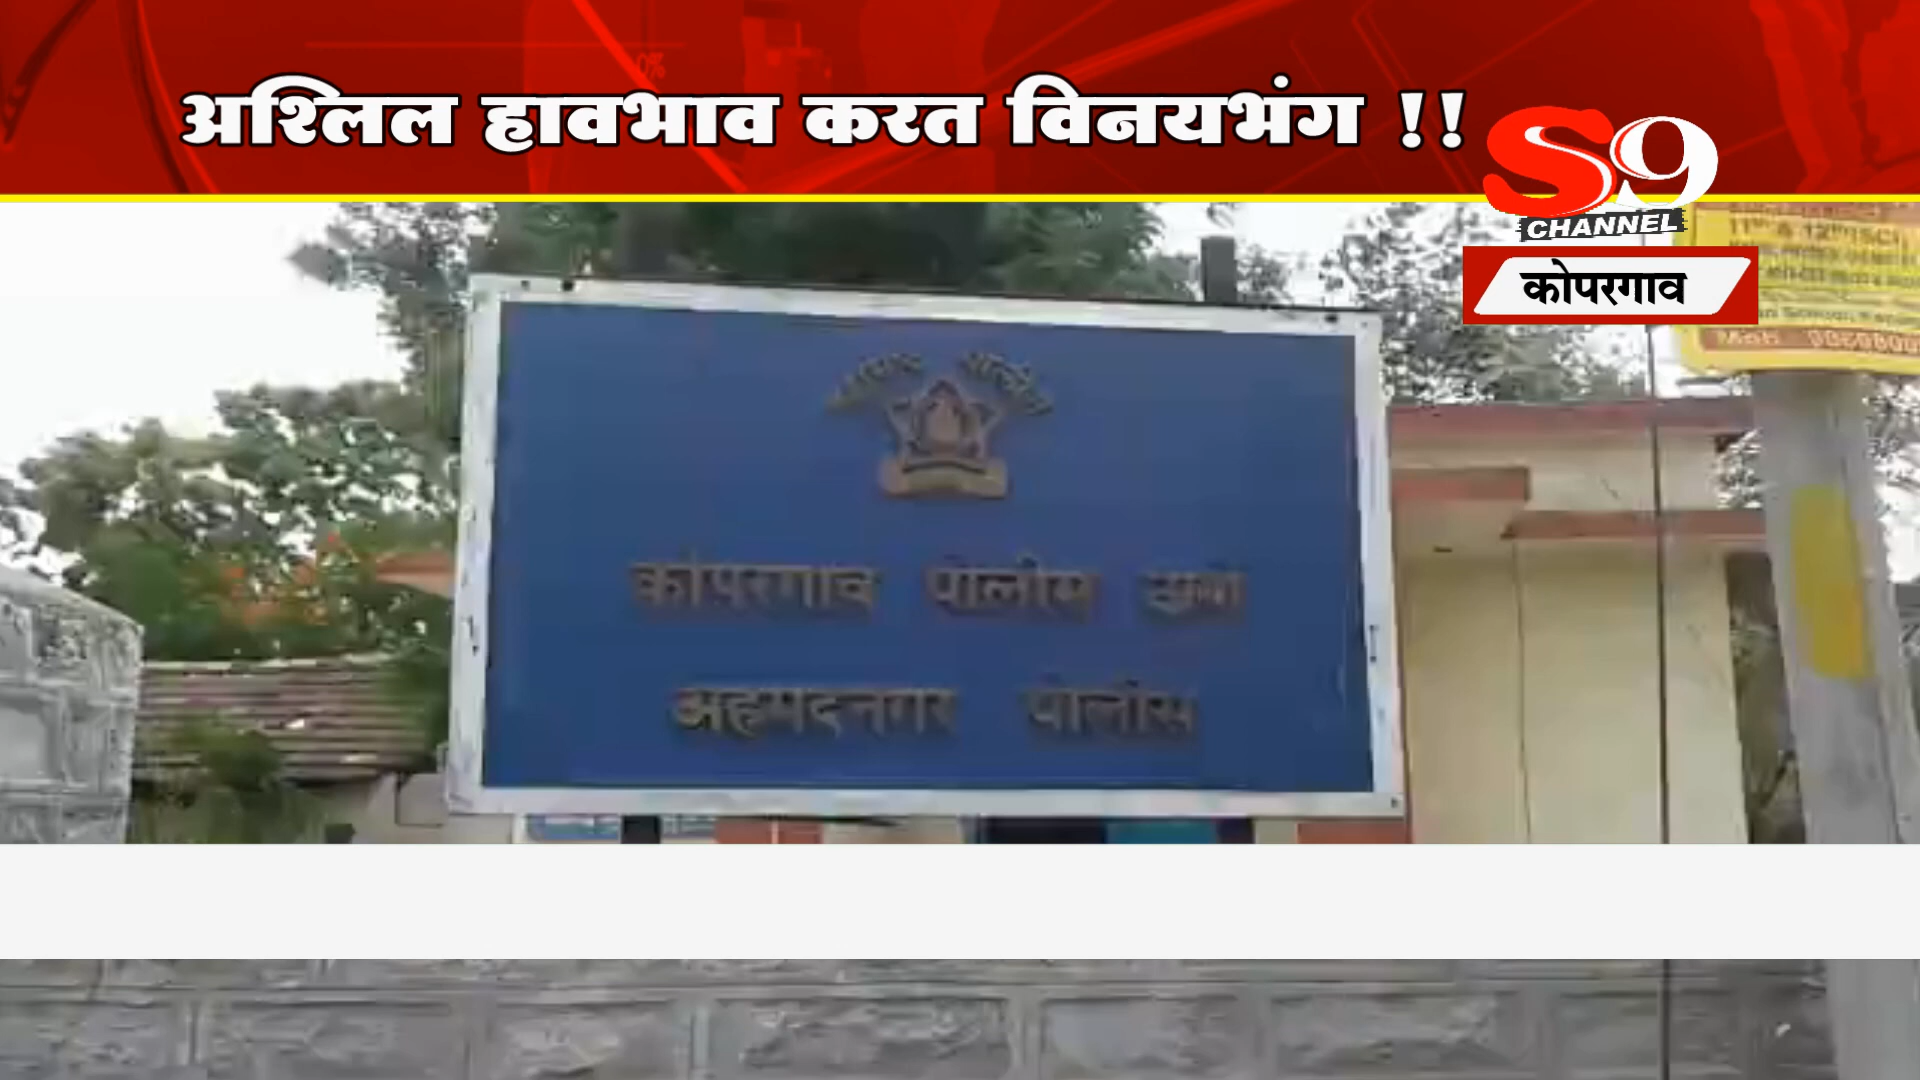 अश्लिल हावभाव करत विनयभंग !!
S9
CHANNEL
कोपरगाव
कोपरगाव पोलीस ठाणे
अहमदनगर पोलीस